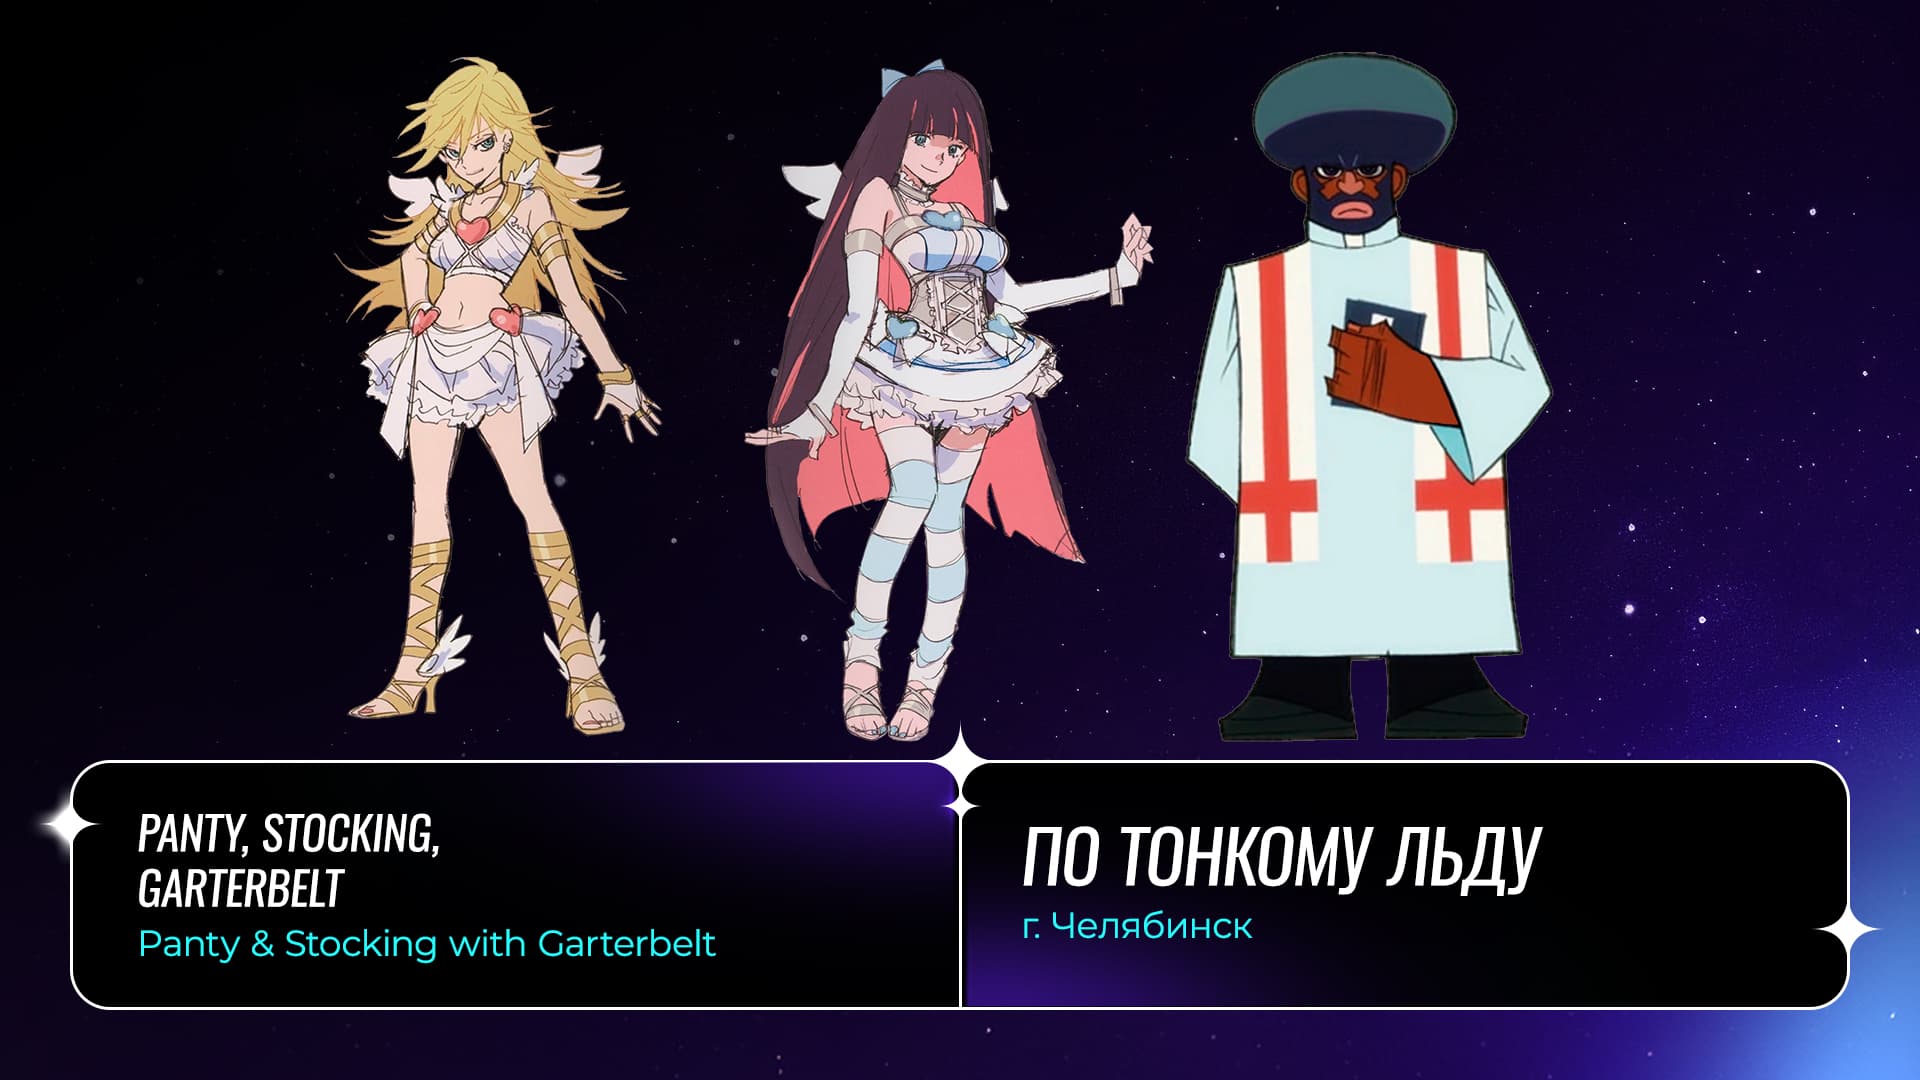 PANTY, STOCKING,
GARTERBELT
Panty & Stocking with Garterbelt
ПО ТОНКОМУ ЛЬДУ
г. Челябинск